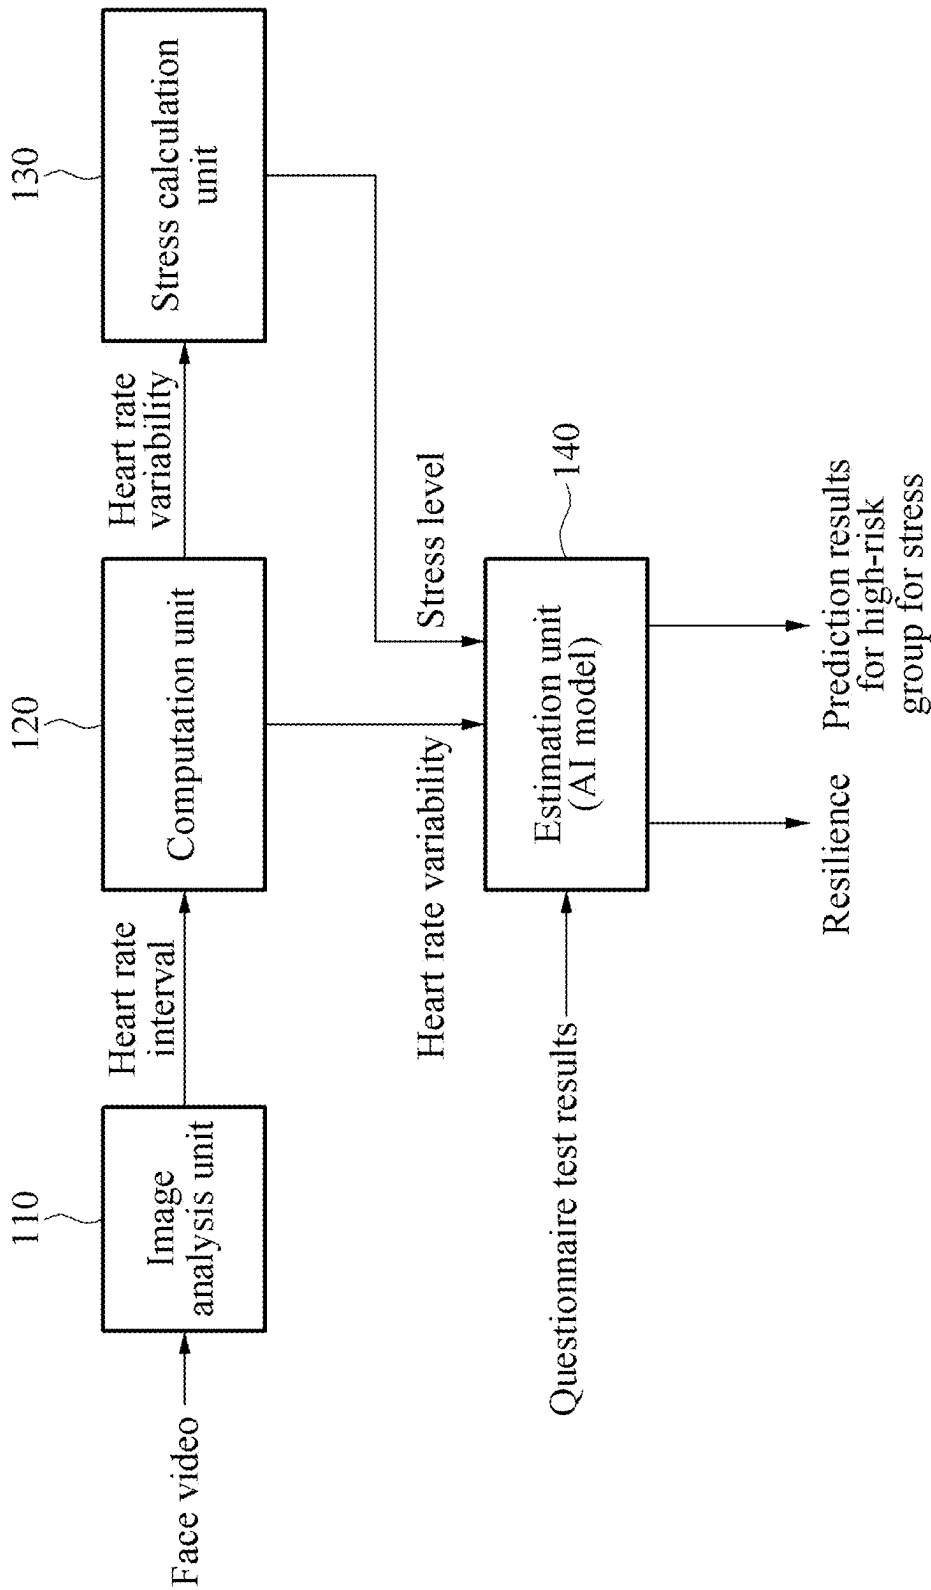 110
120
130
Face video
Image
analysis unit
Heart rate
interval
Computation unit
Heart rate
variability
Stress calculation
unit
Heart rate variability
Stress level
140
Questionnaire test results
Estimation unit
(AI model)
Resilience
Prediction results
for high-risk
group for stress